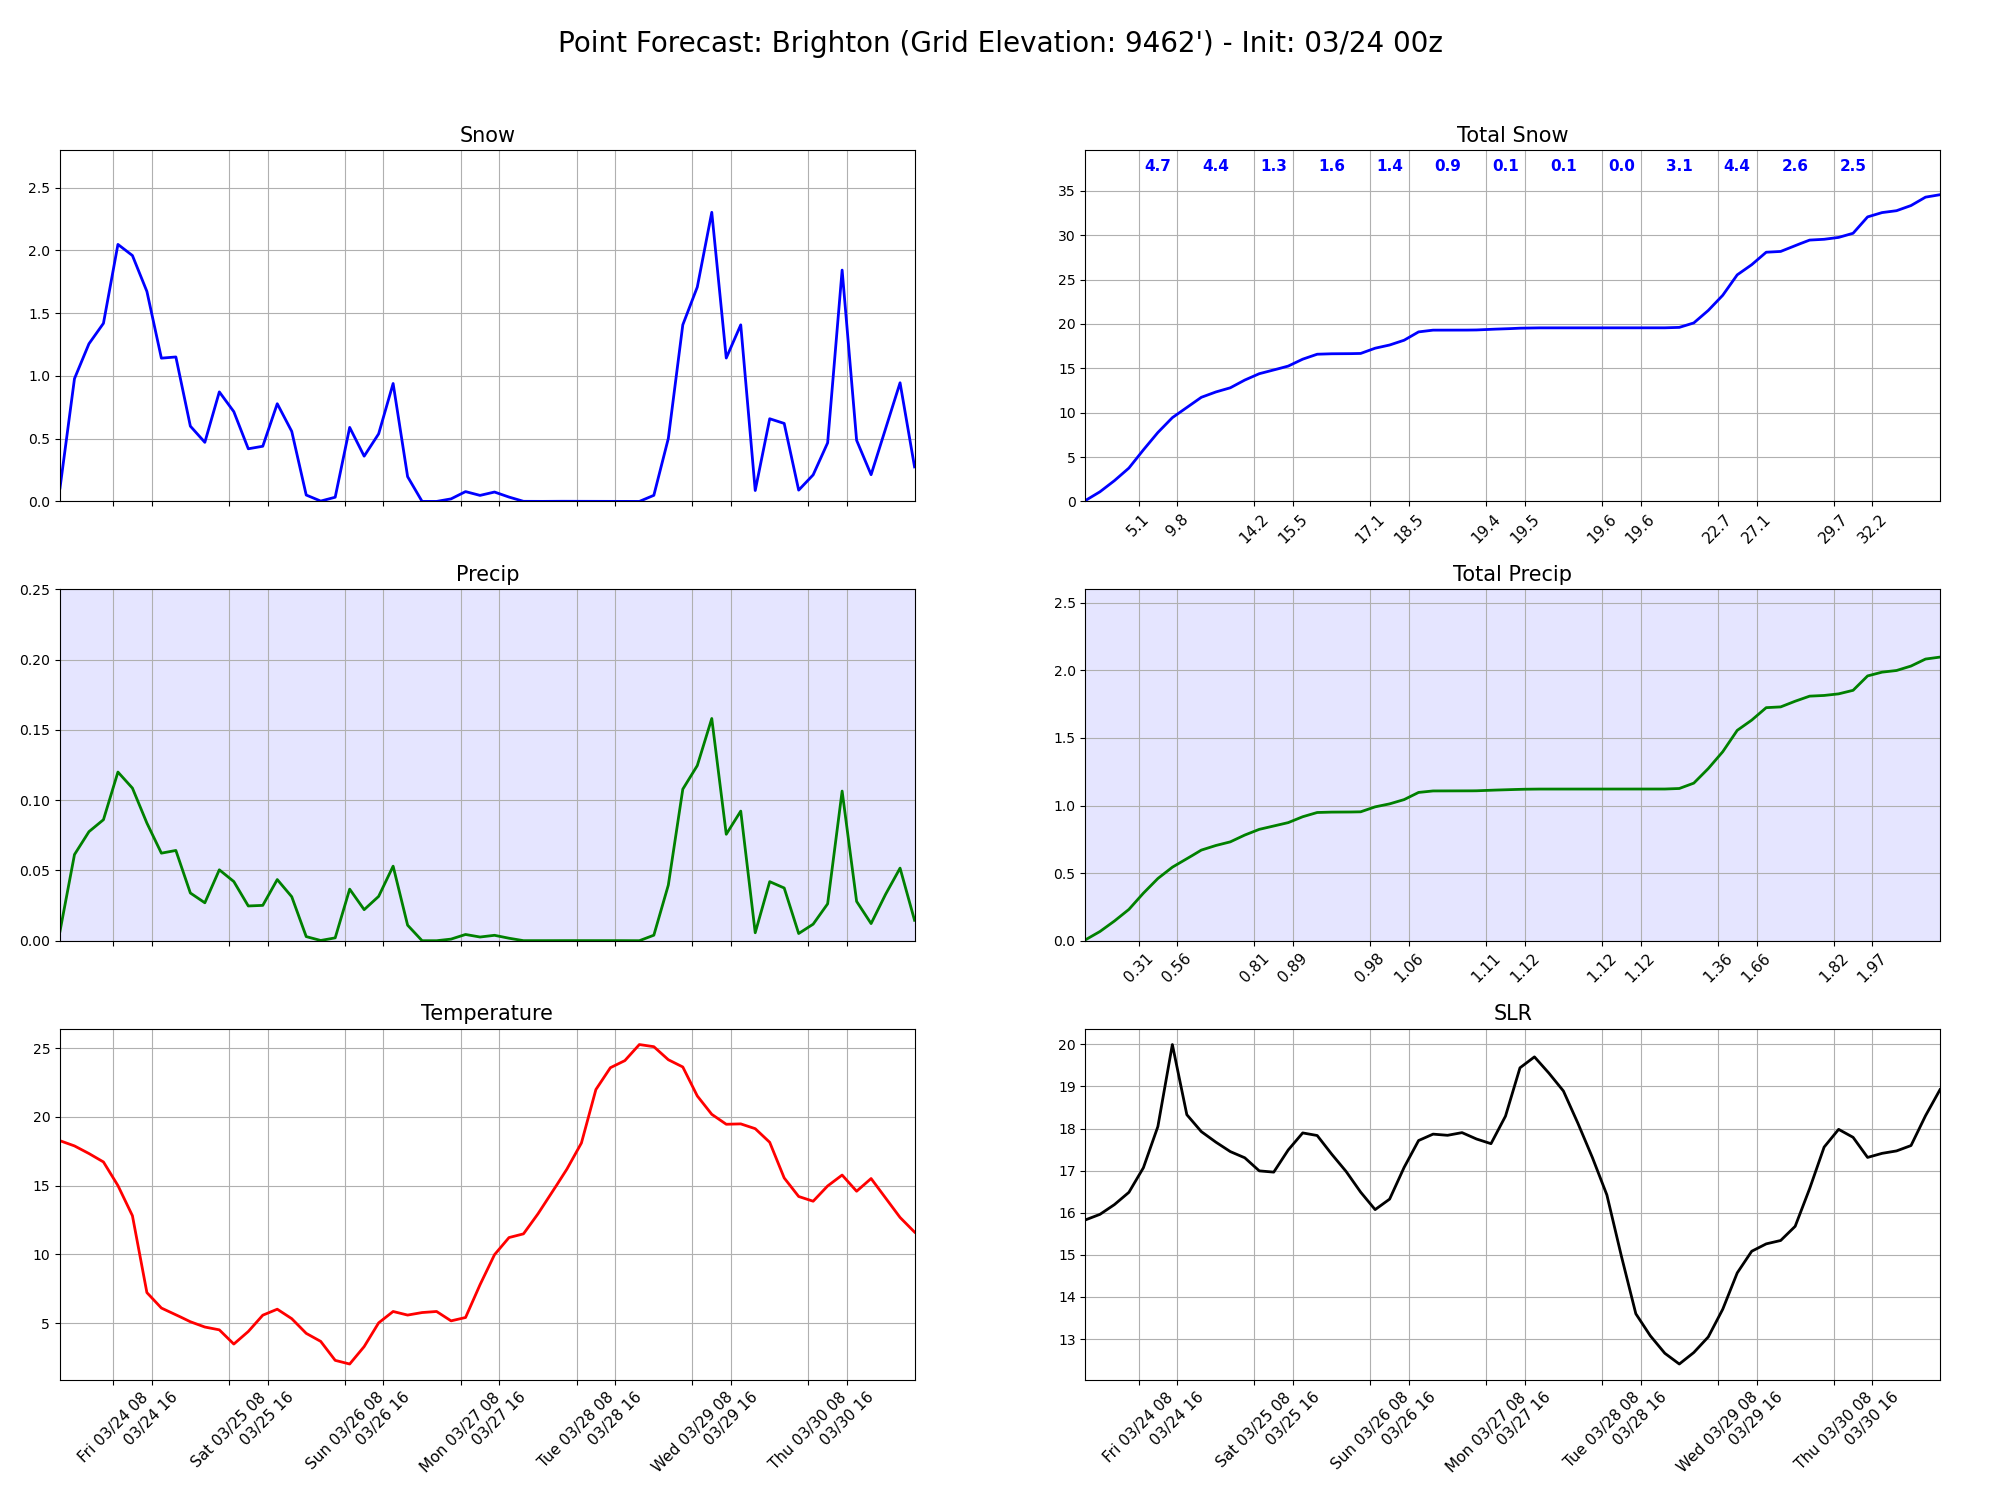 Point Forecast: Brighton (Grid Elevation: 9462') - Init: 03/24 00z
Snow
2.5
2.0
1.5
1.0
0.5
0.0
Total Snow
4.7 4.4 1.3 1.6 1.4 0.9 0.1 0.1 0.0 3.1 4.4 2.6 2.5
35
30
25
20
15
10
5
0
5.1 9.8 14.2 15.5 17.1 18.5 19.4 19.5 19.6 19.6 22.7 27.1 29.7 32.2
Precip
0.25
0.20
0.15
0.10
0.05
0.00
Total Precip
2.5
2.0
1.5
1.0
0.5
0.0
0.31 0.56 0.81 0.89 0.98 1.06 1.11 1.12 1.12 1.12 1.36 1.66 1.82 1.97
Temperature
25
20
15
10
5
Fri 03/24 08
03/24 16
Sat 03/25 08
03/25 16
Sun 03/26 08
03/26 16
Mon 03/27 08
03/27 16
Tue 03/28 08
03/28 16
Wed 03/29 08
03/29 16
Thu 03/30 08
03/30 16
SLR
20
19
18
17
16
15
14
13
Fri 03/24 08
03/24 16
Sat 03/25 08
03/25 16
Sun 03/26 08
03/26 16
Mon 03/27 08
03/27 16
Tue 03/28 08
03/28 16
Wed 03/29 08
03/29 16
Thu 03/30 08
03/30 16